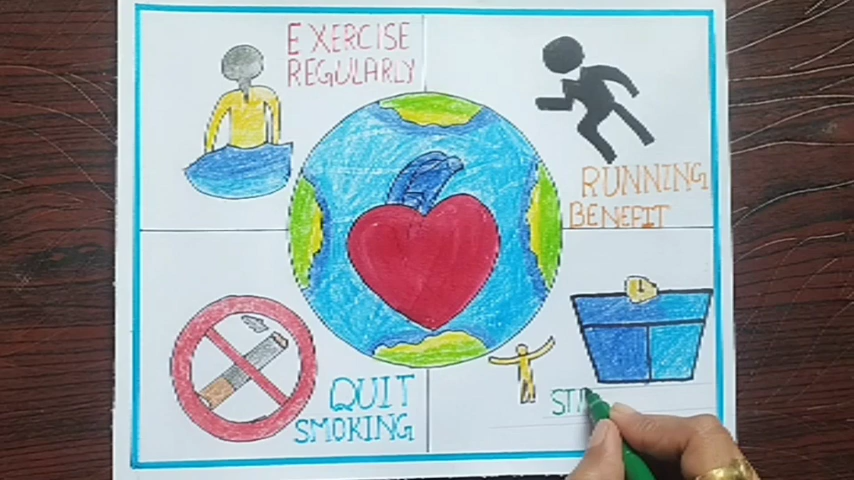 EXERCISE
REGULARLY
RUNNING
BENEFIT
QUIT
SMOKING